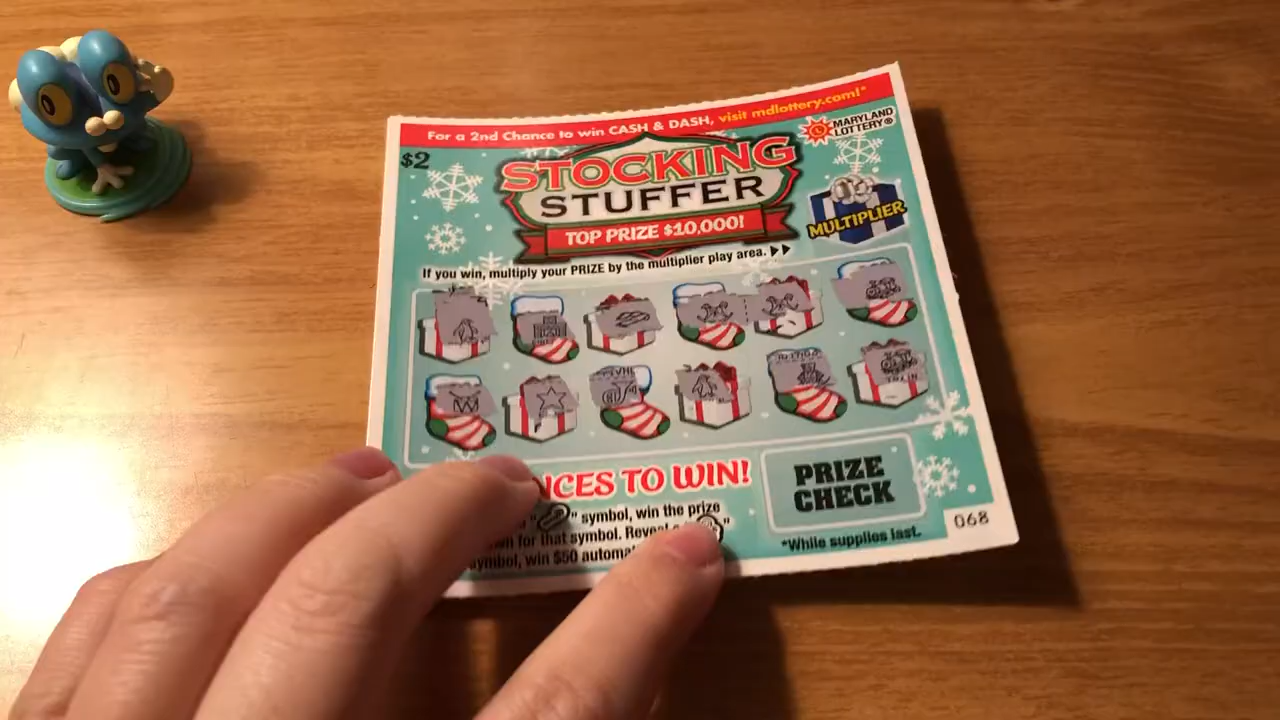 For a 2nd Chance to win CASH & DASH, visit mdlottery.com!*
$2
MARYLAND
LOTTERY®
STOCKING
STUFFER
TOP PRIZE $10,000!
MULTIPLIER
If you win, multiply your PRIZE by the multiplier play area.
TO WIN!
PRIZE
CHECK
" symbol, win the prize
for that symbol. Reveal
"
symbol, win $50
*While supplies last.
068